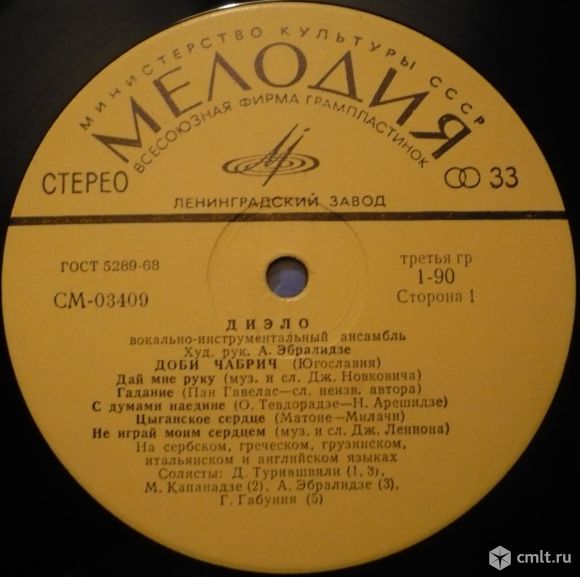 МИНИСТЕРСТВО КУЛЬТУРЫ СССР
МЕЛОДИЯ
ВСЕСОЮЗНАЯ ФИРМА ГРАМПЛАСТИНОК
СТЕРЕО
33
ЛЕНИНГРАДСКИЙ ЗАВОД
ГОСТ 5289-68
третья гр
1-90
СМ-03409
Сторона 1
ДИЭЛО
вокально-инструментальный ансамбль
Худ. рук. А. Эбралидзе
ДОБИ ЧАБРИЧ (Югославия)
Дай мне руку (муз. и сл. Дж. Новковича)
Гадание (Пан Гавелас—сл. неизв. автора)
С думами наедине (О. Тевдорадзе—Н. Арешидзе)
Цыганское сердце (Матоне—Милачи)
Не играй моим сердцем (муз. и сл. Дж. Леннона)
На сербском, греческом, грузинском,
итальянском и английском языках
Солисты: Д. Туриашвили (1, 3),
М. Капанадзе (2), А. Эбралидзе (3),
Г. Габуния (5)
cmlt.ru